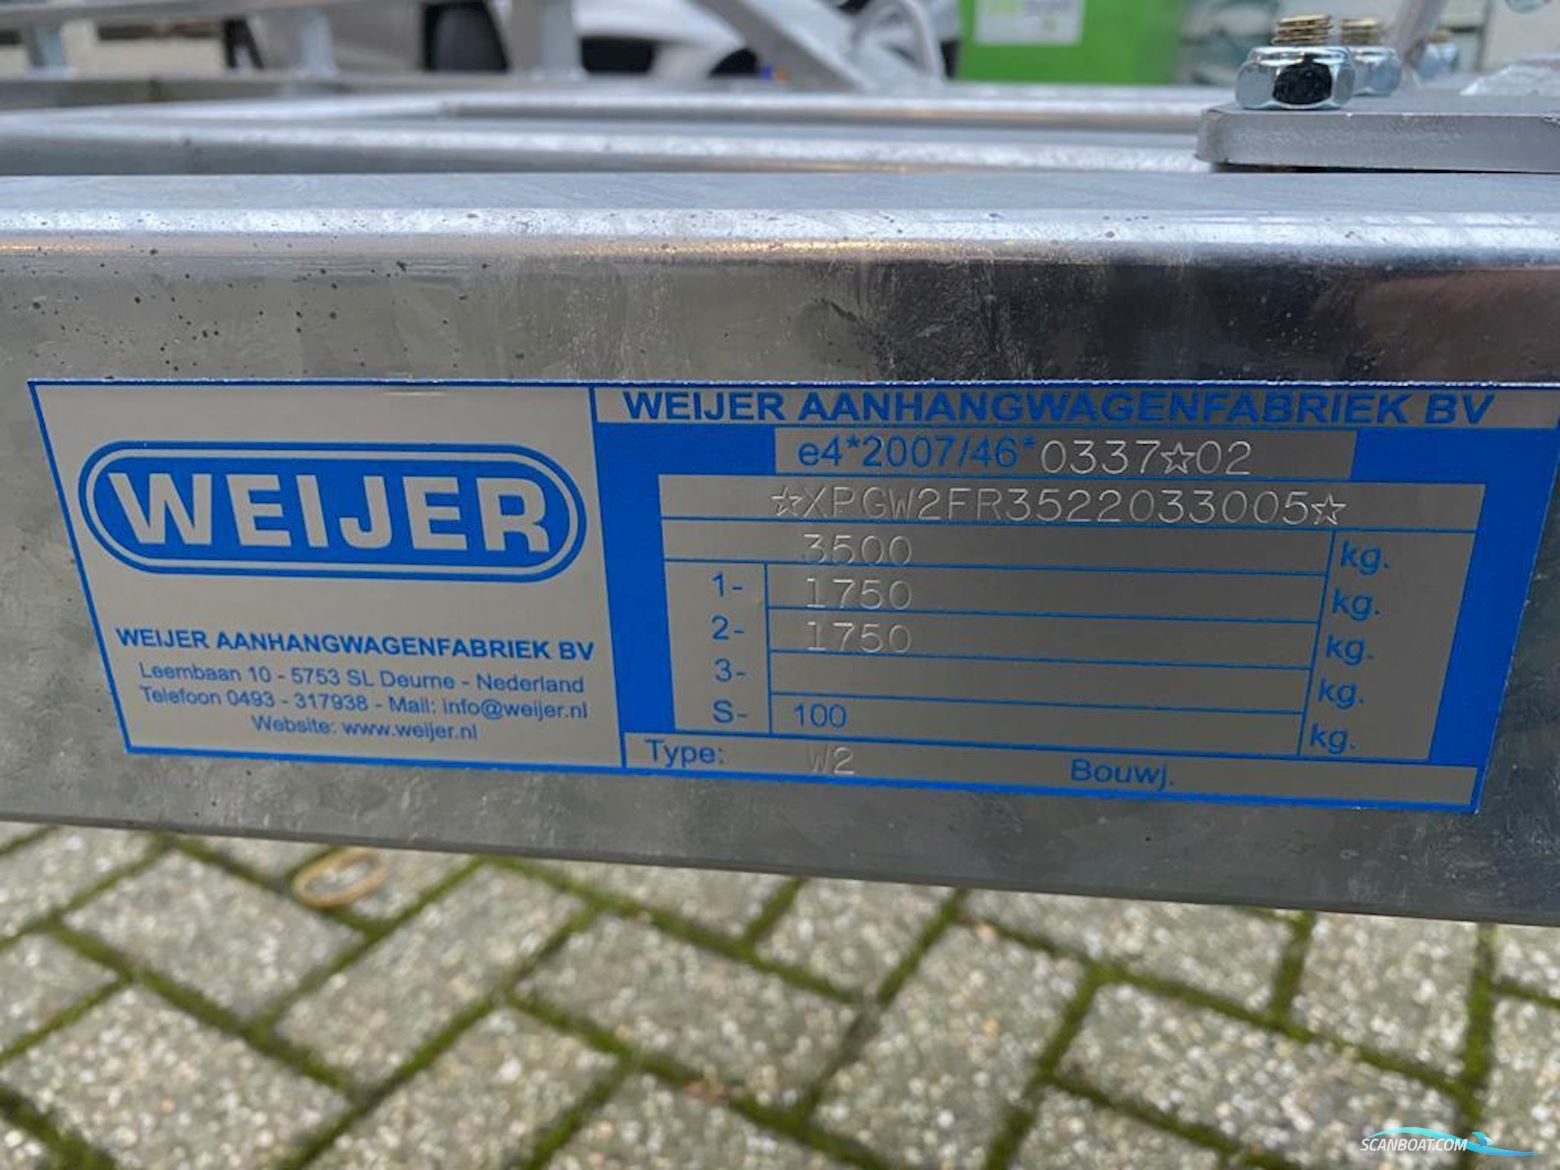 WEIJER
WEIJER AANHANGWAGENFABRIEK BV
Leembaan 10 - 5753 SL Deurne - Nederland
Telefoon 0493 - 317938 - Mail: info@weijer.nl
Website: www.weijer.nl
WEIJER AANHANGWAGENFABRIEK BV
e4*2007/46*0337☆02
☆XPGW2FR3522033005☆
3500 kg.
1- 1750 kg.
2- 1750 kg.
3- kg.
S- 100 kg.
Type: W2 Bouwj.
SCANBOAT.COM